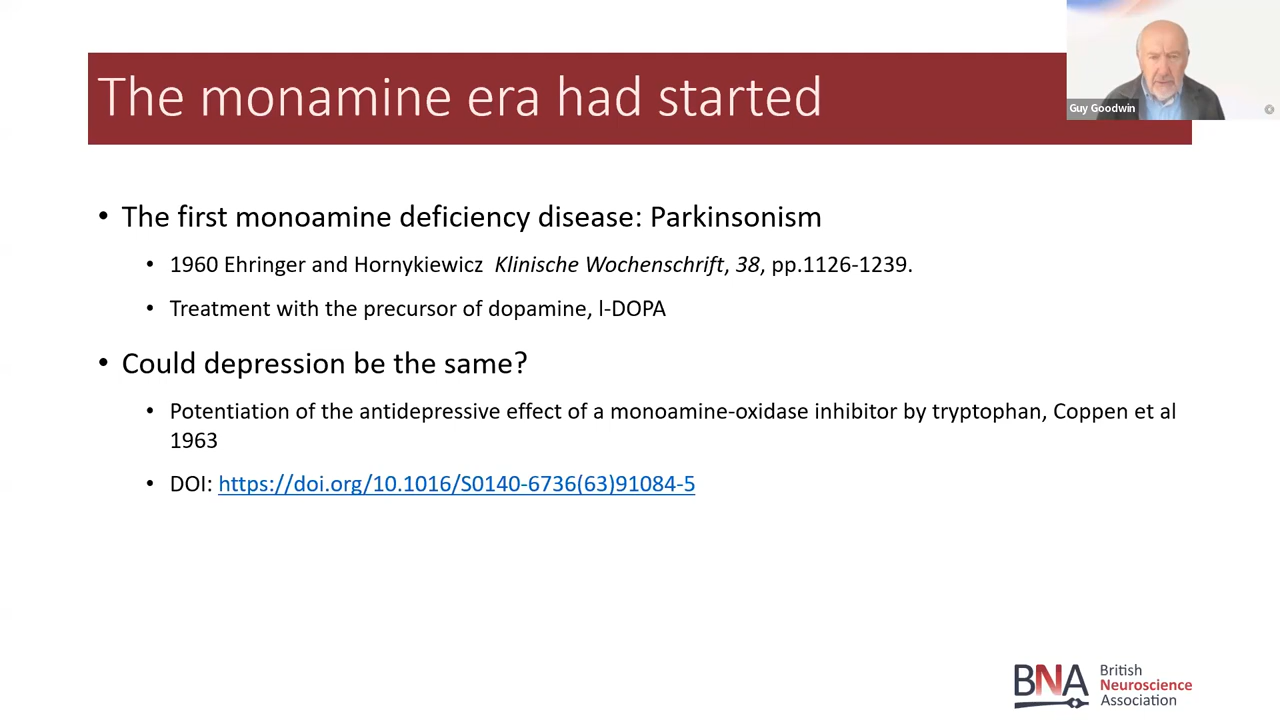 The monamine era had started
Guy Goodwin
• The first monoamine deficiency disease: Parkinsonism
• 1960 Ehringer and Hornykiewicz Klinische Wochenschrift, 38, pp.1126-1239.
• Treatment with the precursor of dopamine, l-DOPA
• Could depression be the same?
• Potentiation of the antidepressive effect of a monoamine-oxidase inhibitor by tryptophan, Coppen et al
1963
• DOI: https://doi.org/10.1016/S0140-6736(63)91084-5
BNA
British
Neuroscience
Association